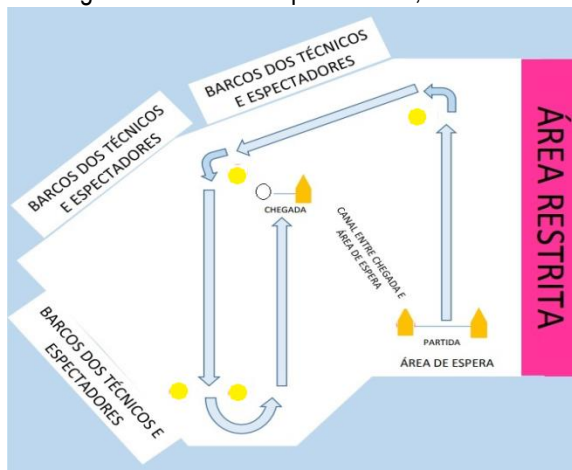 BARCOS DOS TÉCNICOS
E ESPECTADORES
BARCOS DOS TÉCNICOS
E ESPECTADORES
CHEGADA
CANAL ENTRE CHEGADA E
ÁREA DE ESPERA
PARTIDA
ÁREA DE ESPERA
BARCOS DOS TÉCNICOS E
ESPECTADORES
ÁREA RESTRITA